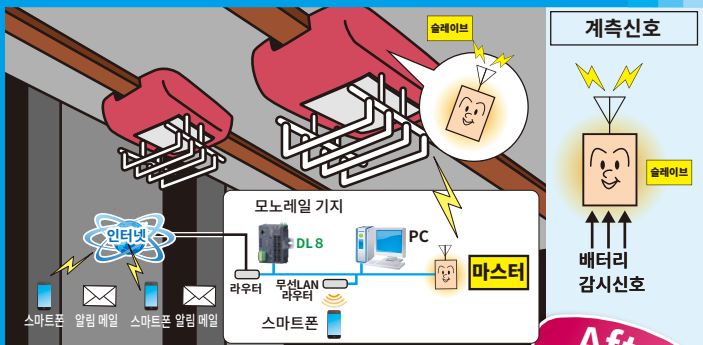 슬레이브
계측신호
슬레이브
배터리
감시신호
모노레일 기지
인터넷
DL8
PC
마스터
라우터
무선LAN
라우터
스마트폰
스마트폰
알림 메일
스마트폰
알림 메일
Aft